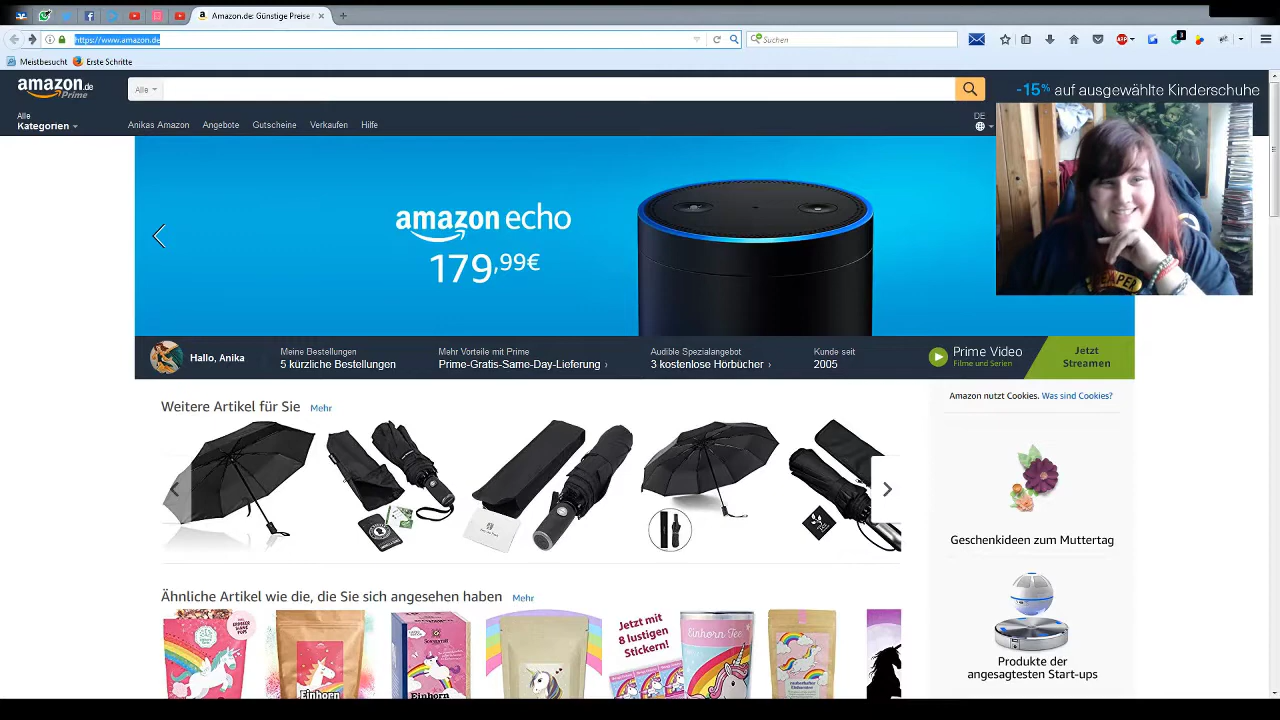 Amazon.de: Günstige Preise
https://www.amazon.de
Suchen
Meistbesucht
Erste Schritte
amazon.de
Prime
Alle
-15% auf ausgewählte Kinderschuhe
Alle
Kategorien
Anikas Amazon
Angebote
Gutscheine
Verkaufen
Hilfe
DE
amazon echo
179,99€
Hallo, Anika
Meine Bestellungen
5 kürzliche Bestellungen
Mehr Vorteile mit Prime
Prime-Gratis-Same-Day-Lieferung ›
Audible Spezialangebot
3 kostenlose Hörbücher ›
Kunde seit
2005
Prime Video
Filme und Serien
Jetzt
Streamen
Weitere Artikel für Sie Mehr
Amazon nutzt Cookies. Was sind Cookies?
Geschenkideen zum Muttertag
Ähnliche Artikel wie die, die Sie sich angesehen haben Mehr
Jetzt mit
8 lustigen
Stickern!
Einhorn Tee
Einhorn
Einhorn
Produkte der
angesagtesten Start-ups